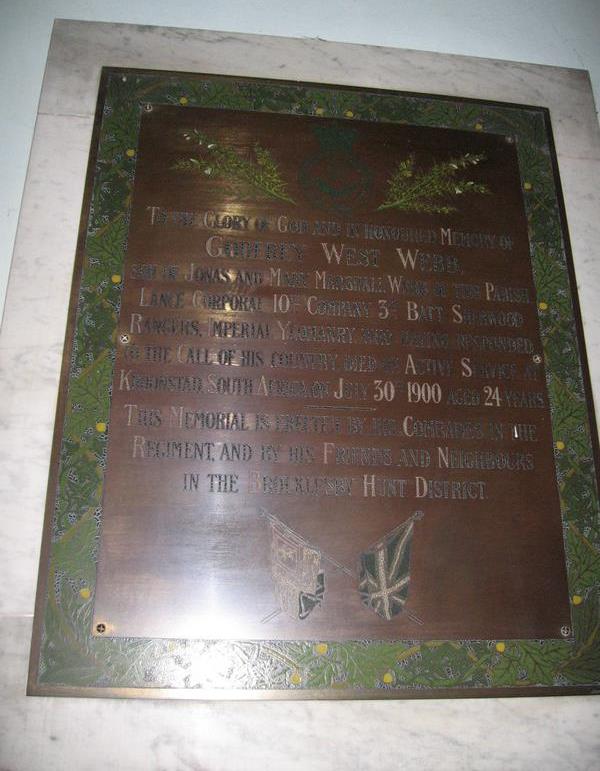 TO THE GLORY OF GOD AND IN HONOURED MEMORY OF
GODFREY WEST WEBB,
SON OF JONAS AND MARY MARSHALL WEBB OF THIS PARISH.
LANCE CORPORAL 10TH COMPANY 3RD BATT SHERWOOD
RANGERS, IMPERIAL YEOMANRY, WHO HAVING RESPONDED
TO THE CALL OF HIS COUNTRY, DIED ON ACTIVE SERVICE AT
KROONSTAD, SOUTH AFRICA, ON JULY 30TH 1900 AGED 24 YEARS.
THIS MEMORIAL IS ERECTED BY HIS COMRADES IN THE
REGIMENT, AND BY HIS FRIENDS AND NEIGHBOURS
IN THE BROCKLESBY HUNT DISTRICT.